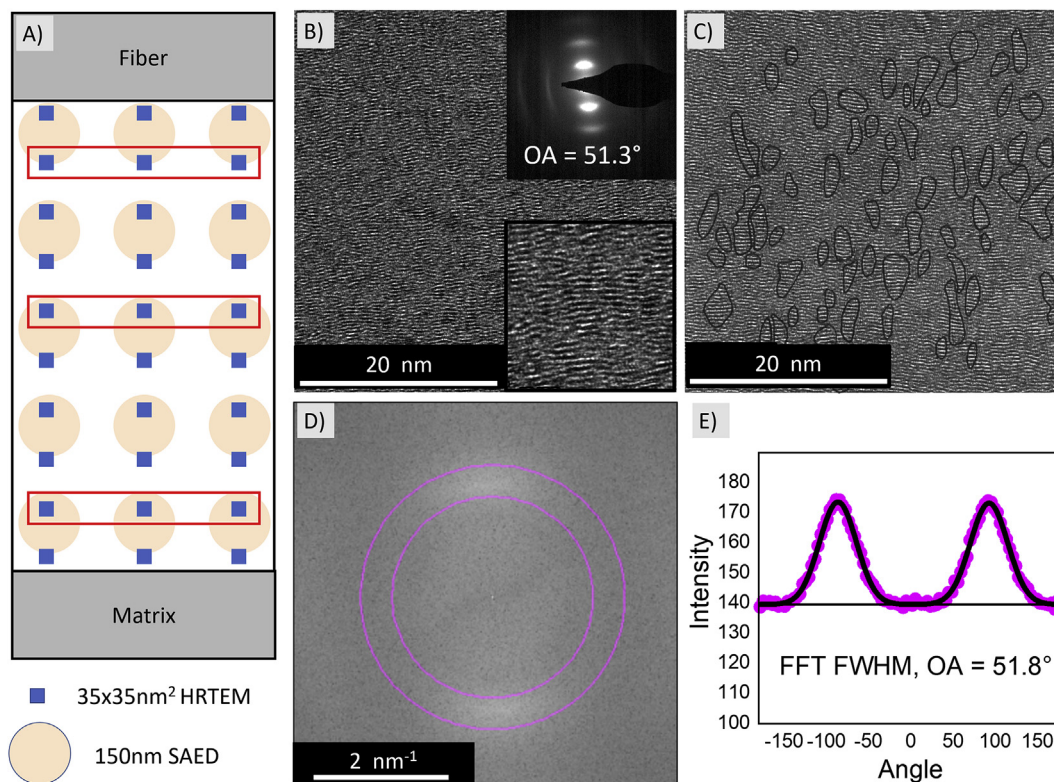 A)
Fiber
Matrix
35x35nm² HRTEM
150nm SAED
B)
OA = 51.3°
20 nm
C)
20 nm
D)
2 nm⁻¹
E)
180
170
160
150
140
130
120
110
100
Intensity
FFT FWHM, OA = 51.8°
-150 -100 -50 0 50 100 150
Angle